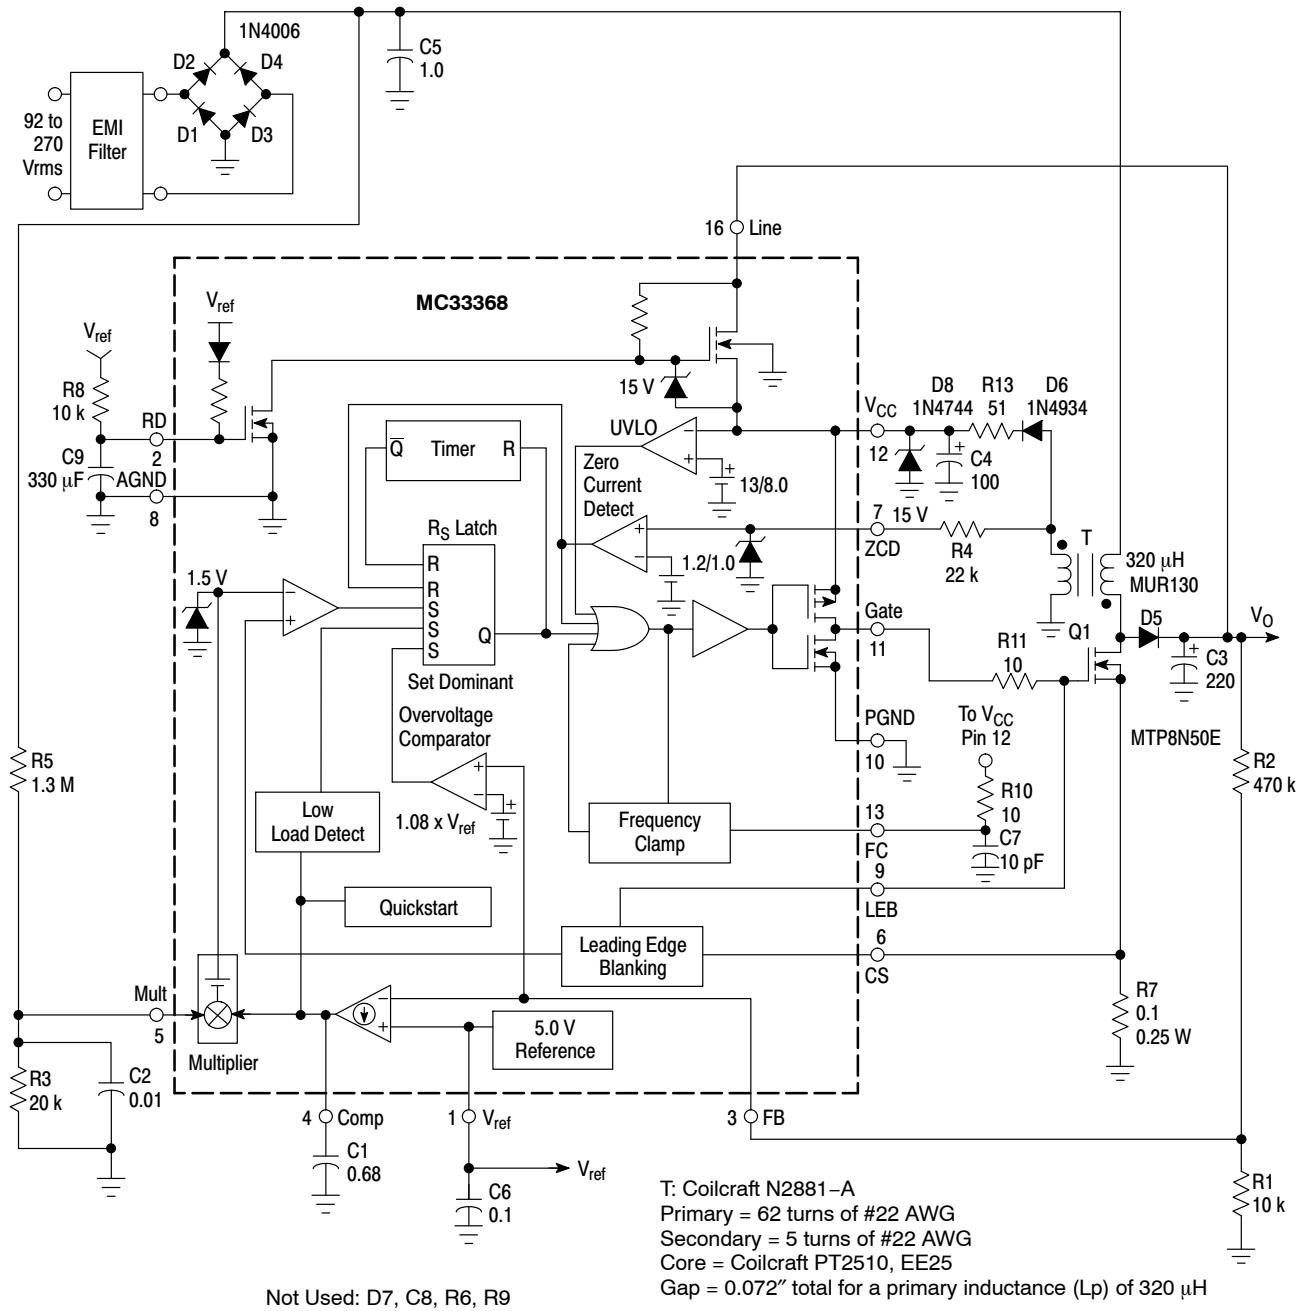 1N4006
D2
D4
D1
D3
C5
1.0
92 to
270
Vrms
EMI
Filter
16
Line
MC33368
Vref
Vref
R8
10 k
RD
2
C9
330 μF
AGND
8
15 V
UVLO
13/8.0
VCC
12
D8
1N4744
R13
51
D6
1N4934
C4
100
Q̅
Timer
R
Zero
Current
Detect
RS Latch
R
R
S
S
S
Q
Set Dominant
1.2/1.0
7
15 V
ZCD
R4
22 k
T
320 μH
MUR130
1.5 V
Gate
11
R11
10
Q1
D5
VO
C3
220
MTP8N50E
Overvoltage
Comparator
PGND
10
To VCC
Pin 12
R10
10
R5
1.3 M
R2
470 k
Low
Load Detect
1.08 x Vref
Frequency
Clamp
13
FC
C7
10 pF
9
LEB
Quickstart
Leading Edge
Blanking
6
CS
Mult
5
Multiplier
5.0 V
Reference
R7
0.1
0.25 W
R3
20 k
C2
0.01
4
Comp
1
Vref
3
FB
C1
0.68
Vref
C6
0.1
R1
10 k
T: Coilcraft N2881−A
Primary = 62 turns of #22 AWG
Secondary = 5 turns of #22 AWG
Core = Coilcraft PT2510, EE25
Gap = 0.072″ total for a primary inductance (Lp) of 320 μH
Not Used: D7, C8, R6, R9